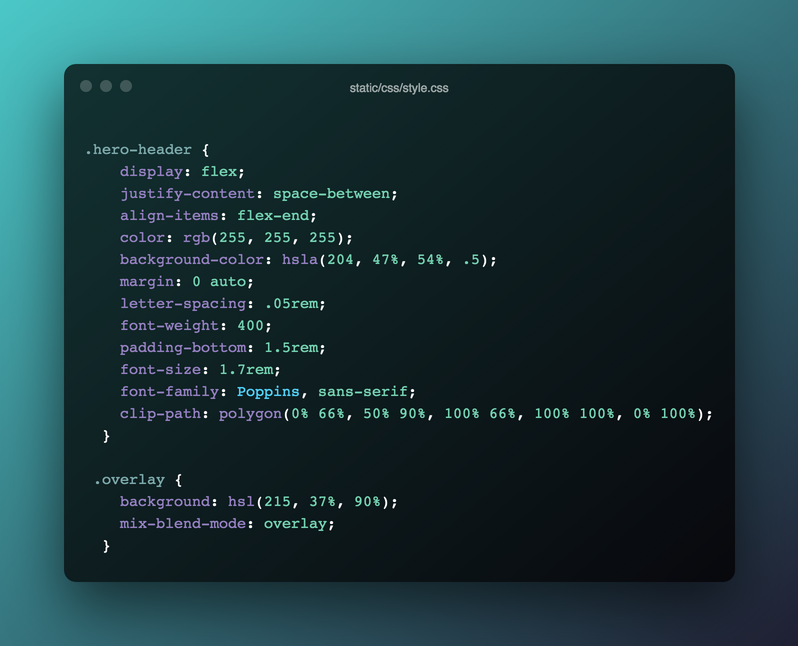 static/css/style.css
.hero-header {
display: flex;
justify-content: space-between;
align-items: flex-end;
color: rgb(255, 255, 255);
background-color: hsla(204, 47%, 54%, .5);
margin: 0 auto;
letter-spacing: .05rem;
font-weight: 400;
padding-bottom: 1.5rem;
font-size: 1.7rem;
font-family: Poppins, sans-serif;
clip-path: polygon(0% 66%, 50% 90%, 100% 66%, 100% 100%, 0% 100%);
}
.overlay {
background: hsl(215, 37%, 90%);
mix-blend-mode: overlay;
}